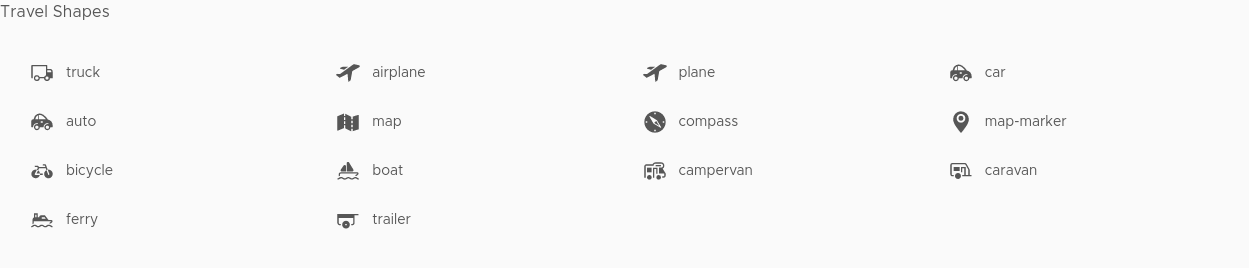 Travel Shapes
truck airplane plane car
auto map compass map-marker
bicycle boat campervan caravan
ferry trailer